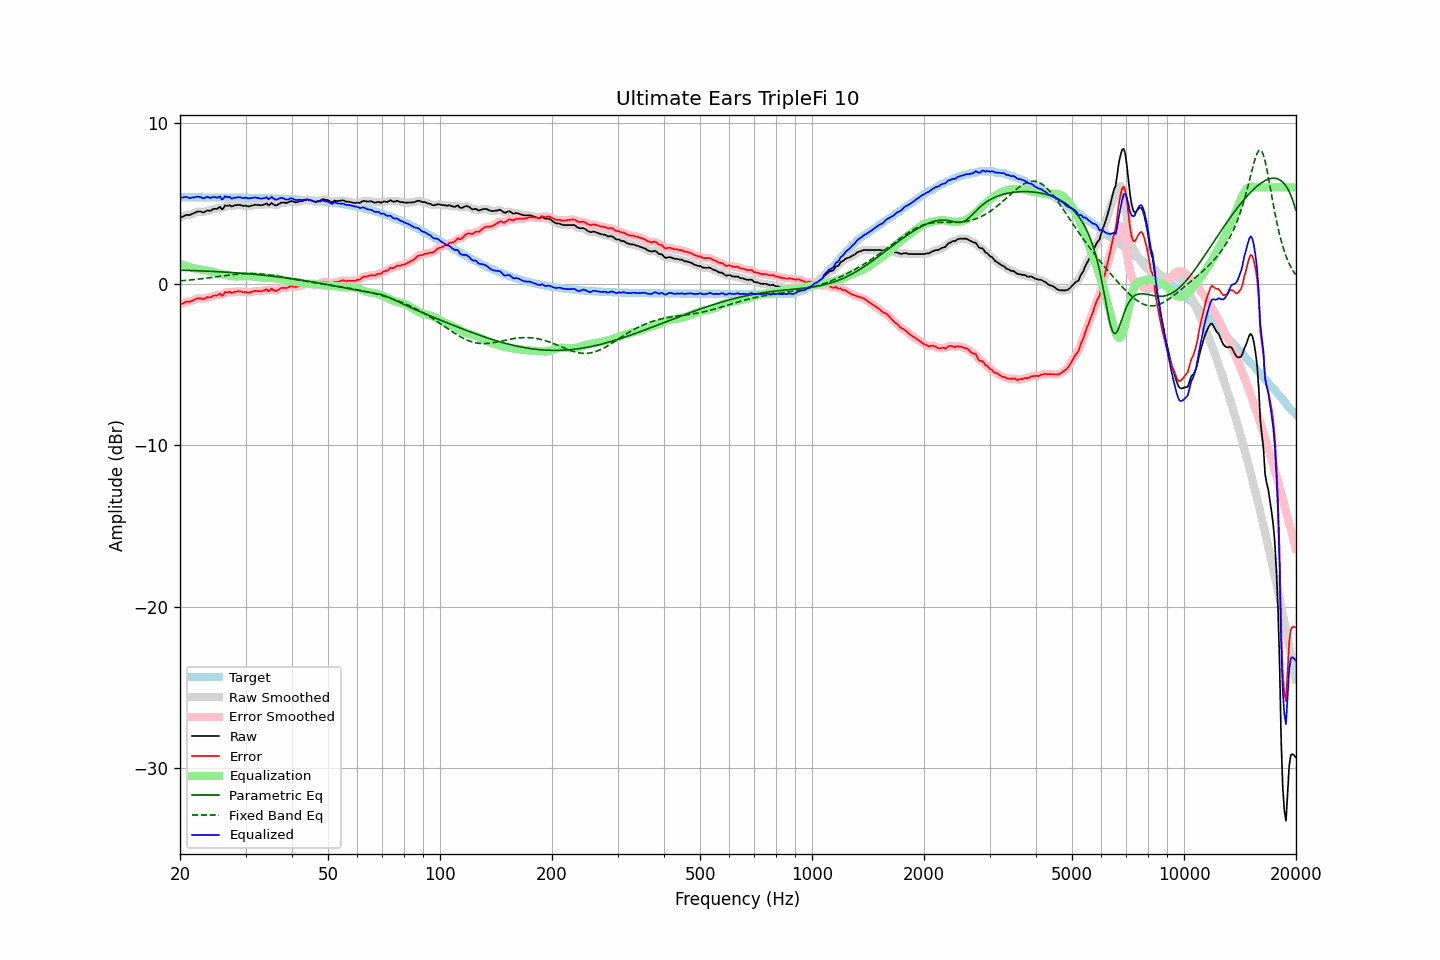 Ultimate Ears TripleFi 10
10
0
−10
−20
−30
Amplitude (dBr)
Target
Raw Smoothed
Error Smoothed
Raw
Error
Equalization
Parametric Eq
Fixed Band Eq
Equalized
20 50 100 200 500 1000 2000 5000 10000 20000
Frequency (Hz)